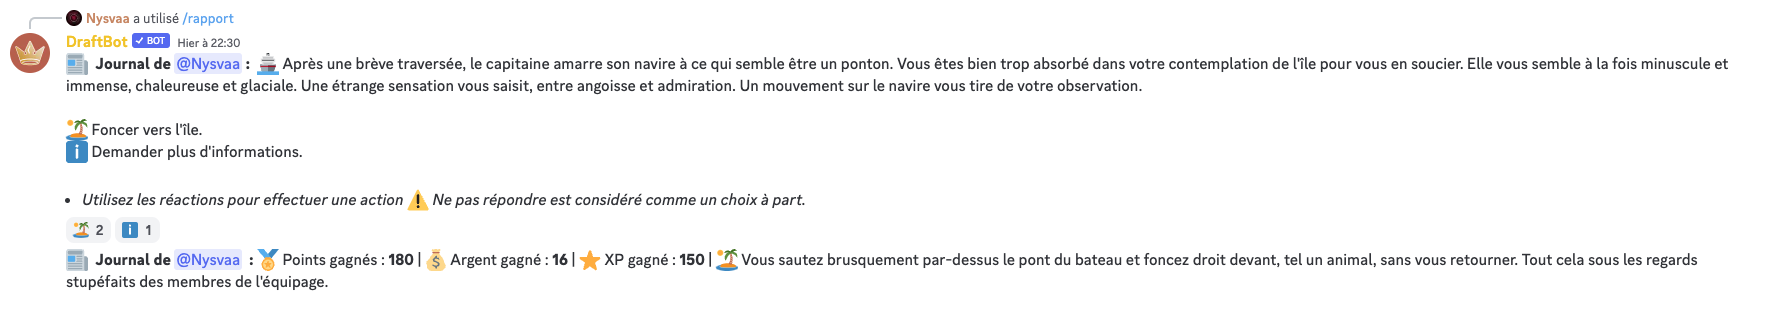 Nysvaa a utilisé /rapport
DraftBot ✓ BOT Hier à 22:30
Journal de @Nysvaa : Après une brève traversée, le capitaine amarre son navire à ce qui semble être un ponton. Vous êtes bien trop absorbé dans votre contemplation de l'île pour vous en soucier. Elle vous semble à la fois minuscule et
immense, chaleureuse et glaciale. Une étrange sensation vous saisit, entre angoisse et admiration. Un mouvement sur le navire vous tire de votre observation.
Foncer vers l'île.
Demander plus d'informations.
• Utilisez les réactions pour effectuer une action ⚠️ Ne pas répondre est considéré comme un choix à part.
2 1
Journal de @Nysvaa : Points gagnés : 180 | Argent gagné : 16 | XP gagné : 150 | Vous sautez brusquement par-dessus le pont du bateau et foncez droit devant, tel un animal, sans vous retourner. Tout cela sous les regards
stupéfaits des membres de l'équipage.